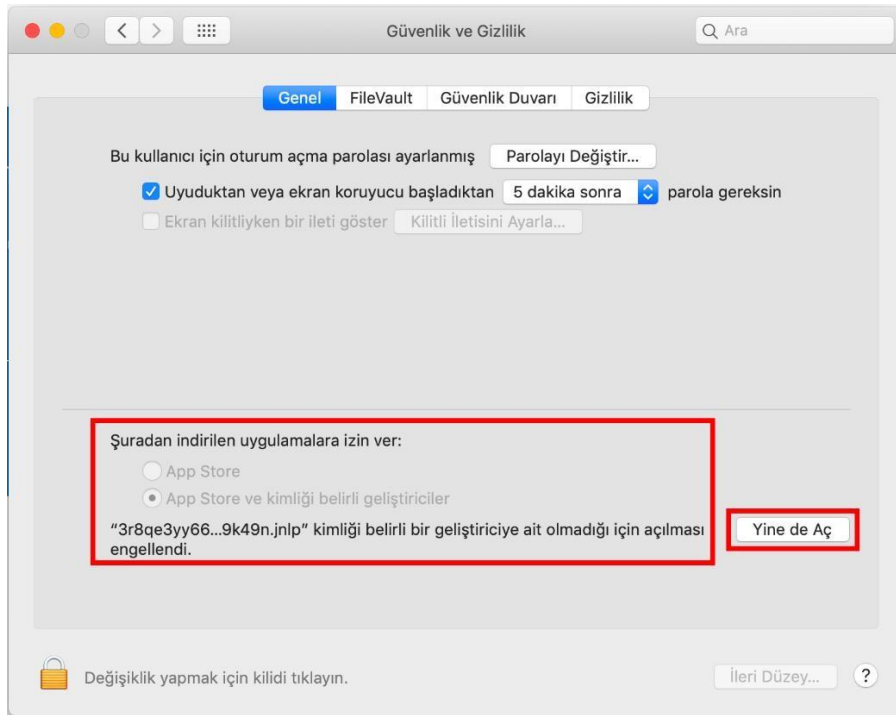 Güvenlik ve Gizlilik
Ara
Genel FileVault Güvenlik Duvarı Gizlilik
Bu kullanıcı için oturum açma parolası ayarlanmış Parolayı Değiştir...
Uyuduktan veya ekran koruyucu başladıktan 5 dakika sonra parola gereksin
Ekran kilitliyken bir ileti göster Kilitli İletisini Ayarla...
Şuradan indirilen uygulamalara izin ver:
App Store
App Store ve kimliği belirli geliştiriciler
“3r8qe3yy66...9k49n.jnlp” kimliği belirli bir geliştiriciye ait olmadığı için açılması
engellendi.
Yine de Aç
Değişiklik yapmak için kilidi tıklayın.
İleri Düzey... ?